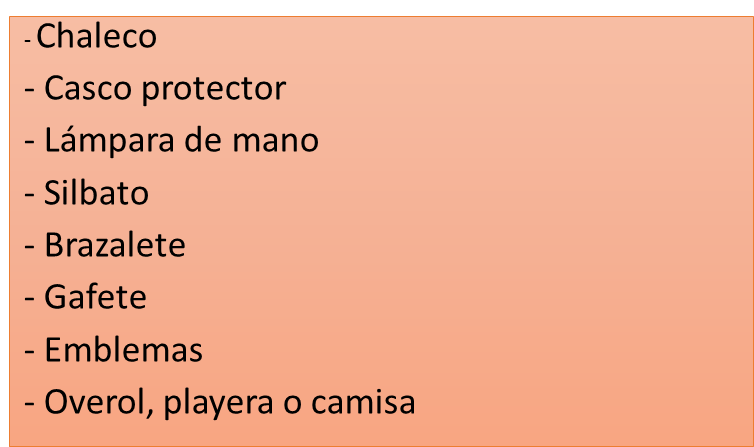 - Chaleco
- Casco protector
- Lámpara de mano
- Silbato
- Brazalete
- Gafete
- Emblemas
- Overol, playera o camisa